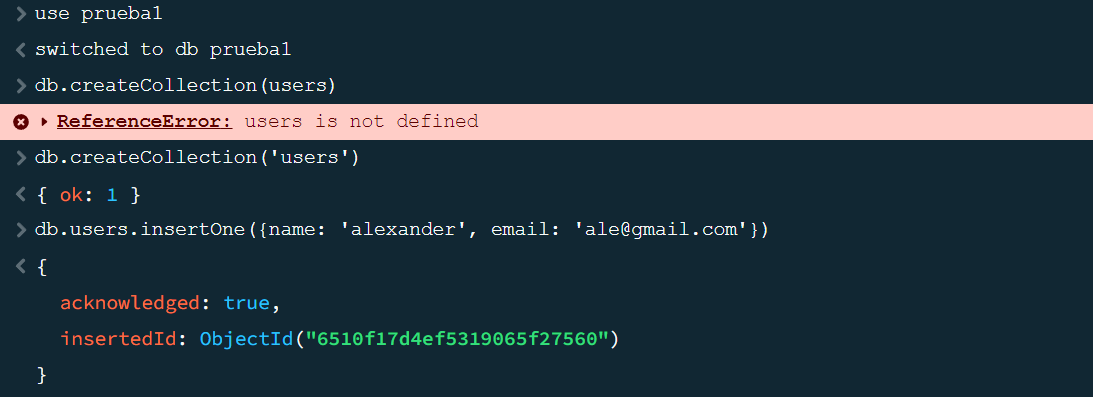 use prueba1
switched to db prueba1
db.createCollection(users)
ReferenceError: users is not defined
db.createCollection('users')
{ ok: 1 }
db.users.insertOne({name: 'alexander', email: 'ale@gmail.com'})
{
acknowledged: true,
insertedId: ObjectId("6510f17d4ef5319065f27560")
}